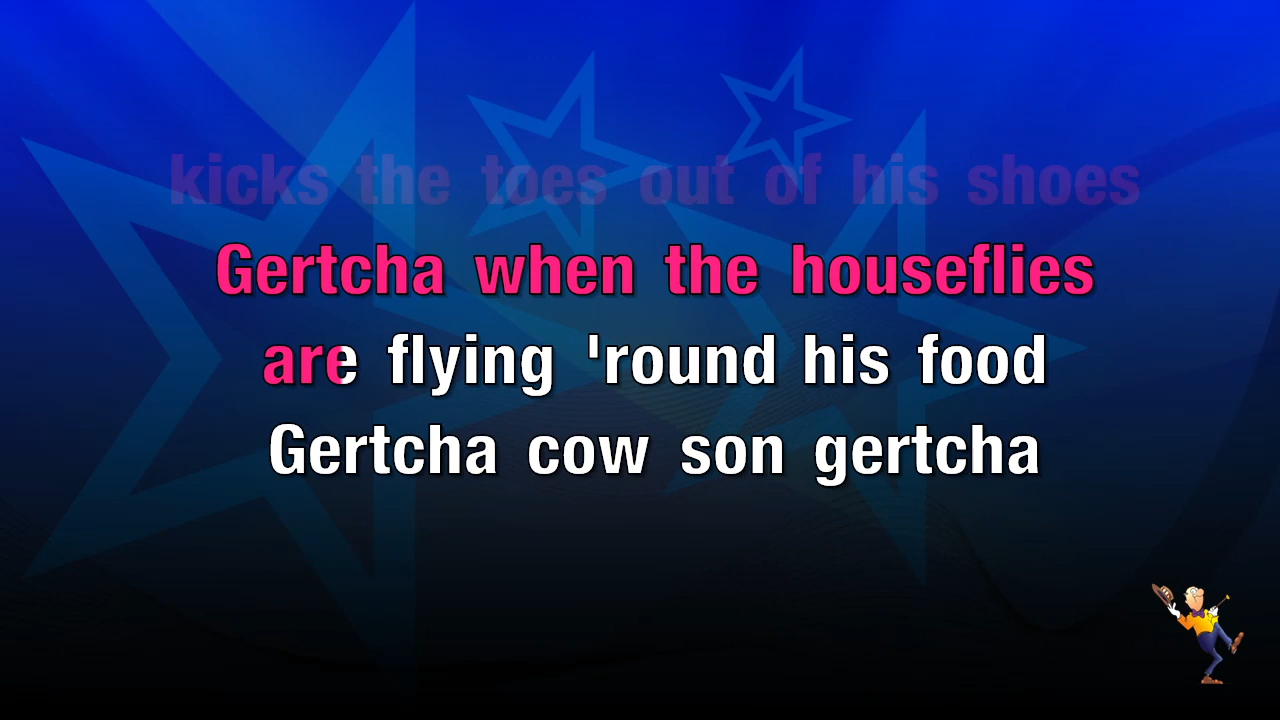 kicks the toes out of his shoes
Gertcha when the houseflies
are flying 'round his food
Gertcha cow son gertcha